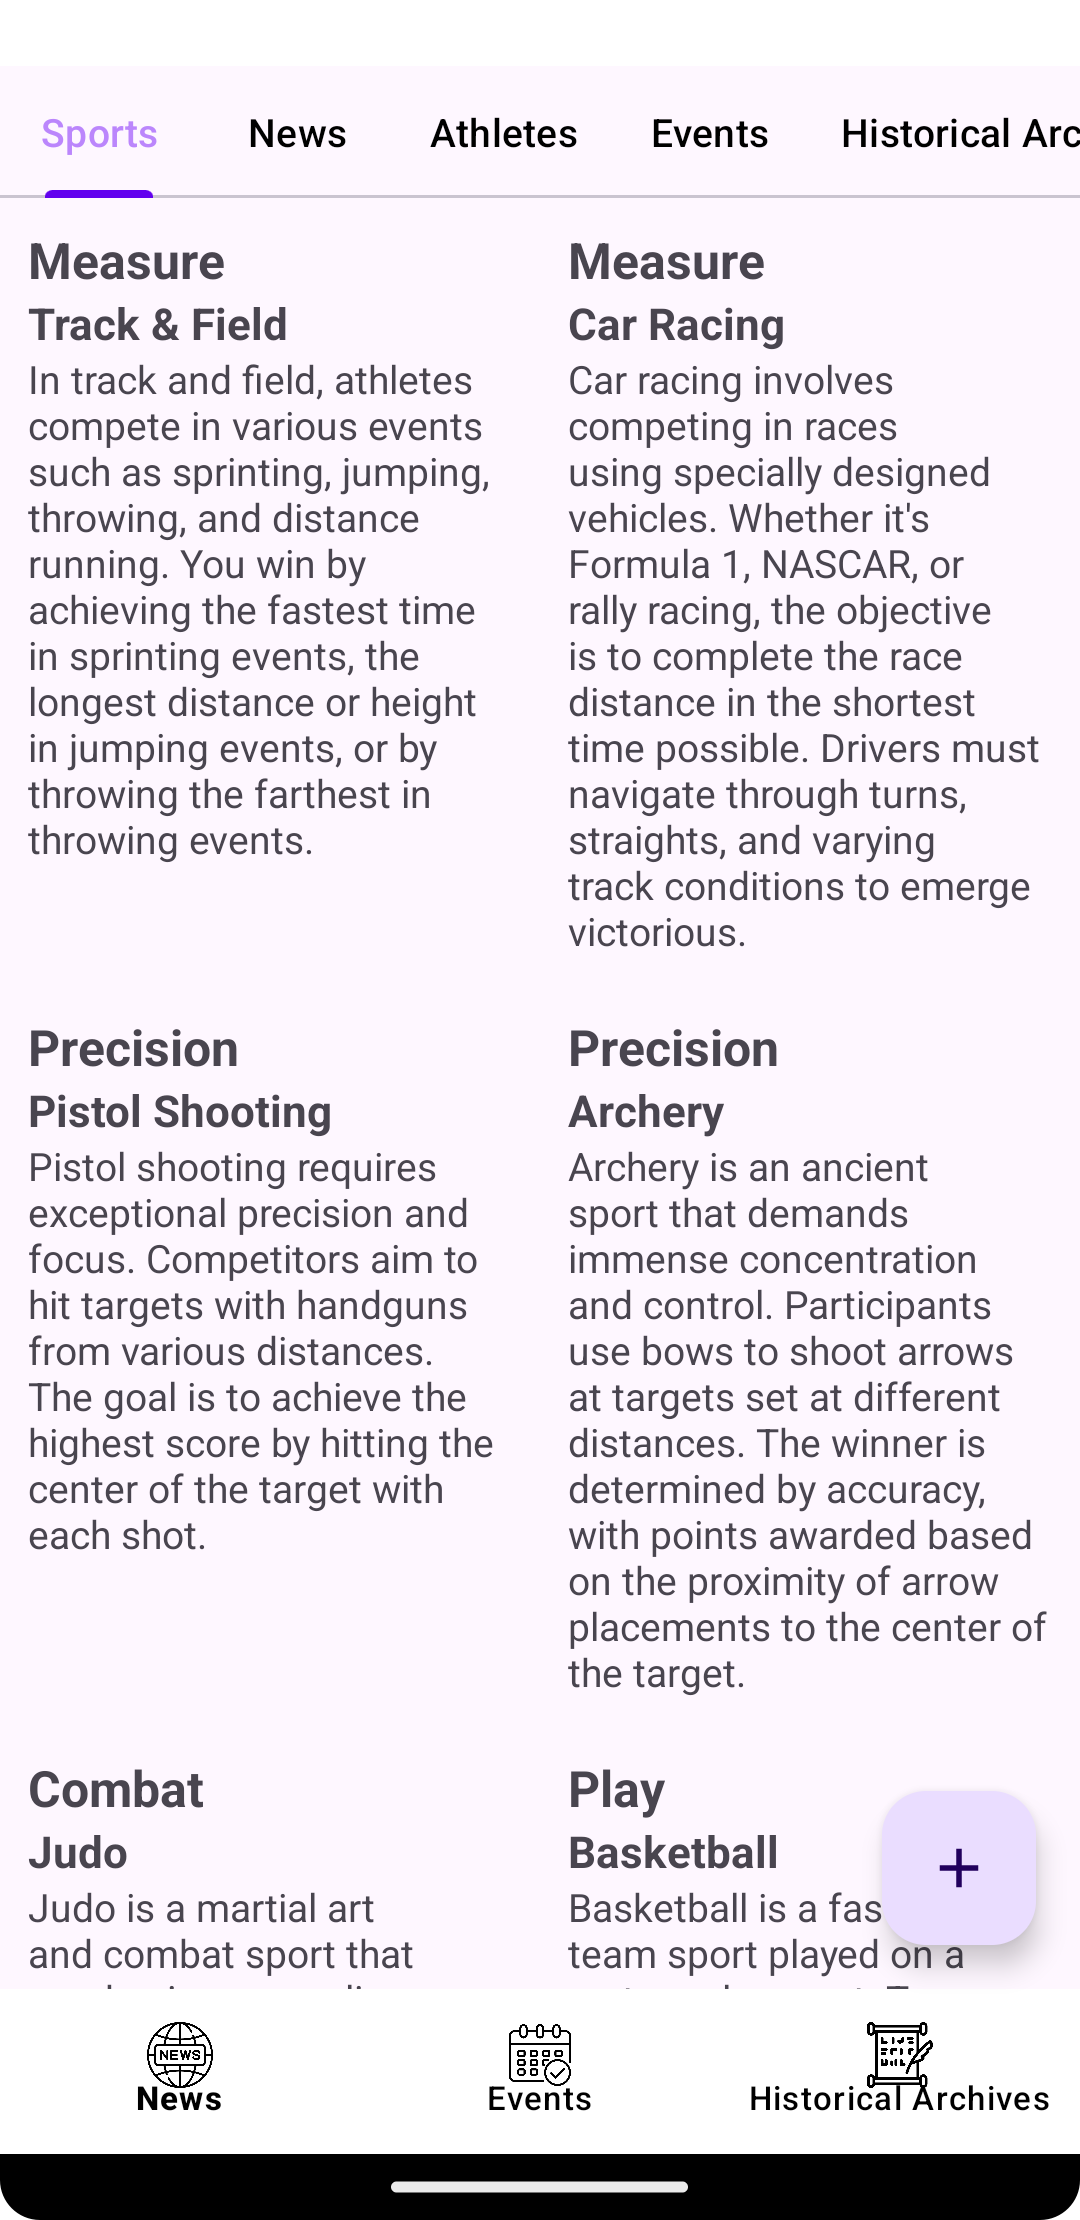 Sports
News
Athletes
Events
Historical Arc
Measure
Track & Field
In track and field, athletes
compete in various events
such as sprinting, jumping,
throwing, and distance
running. You win by
achieving the fastest time
in sprinting events, the
longest distance or height
in jumping events, or by
throwing the farthest in
throwing events.
Measure
Car Racing
Car racing involves
competing in races
using specially designed
vehicles. Whether it's
Formula 1, NASCAR, or
rally racing, the objective
is to complete the race
distance in the shortest
time possible. Drivers must
navigate through turns,
straights, and varying
track conditions to emerge
victorious.
Precision
Pistol Shooting
Pistol shooting requires
exceptional precision and
focus. Competitors aim to
hit targets with handguns
from various distances.
The goal is to achieve the
highest score by hitting the
center of the target with
each shot.
Precision
Archery
Archery is an ancient
sport that demands
immense concentration
and control. Participants
use bows to shoot arrows
at targets set at different
distances. The winner is
determined by accuracy,
with points awarded based
on the proximity of arrow
placements to the center of
the target.
Combat
Judo
Judo is a martial art
and combat sport that
Play
Basketball
Basketball is a fas
team sport played on a
NEWS
News
Events
Historical Archives